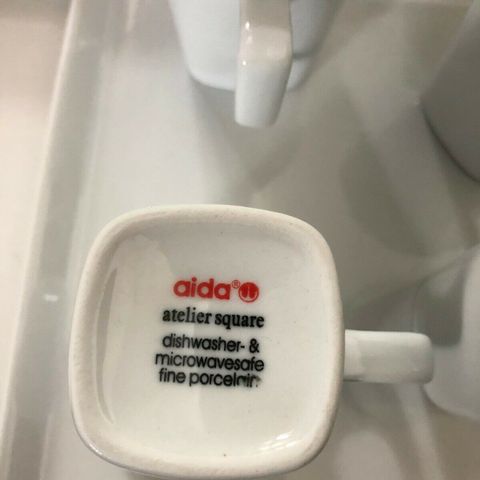 aida®
atelier square
dishwasher- &
microwavesafe
fine porcelain